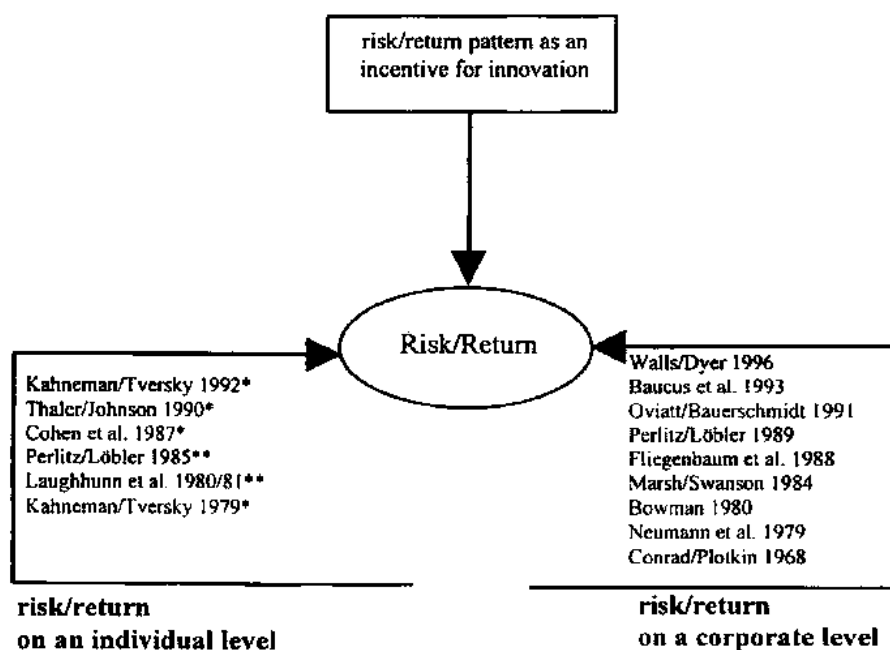 risk/return pattern as an
incentive for innovation
Risk/Return
Kahneman/Tversky 1992*
Thaler/Johnson 1990*
Cohen et al. 1987*
Perlitz/Löbler 1985**
Laughhunn et al. 1980/81**
Kahneman/Tversky 1979*
risk/return
on an individual level
Walls/Dyer 1996
Baucus et al. 1993
Oviatt/Bauerschmidt 1991
Perlitz/Löbler 1989
Fliegenbaum et al. 1988
Marsh/Swanson 1984
Bowman 1980
Neumann et al. 1979
Conrad/Plotkin 1968
risk/return
on a corporate level